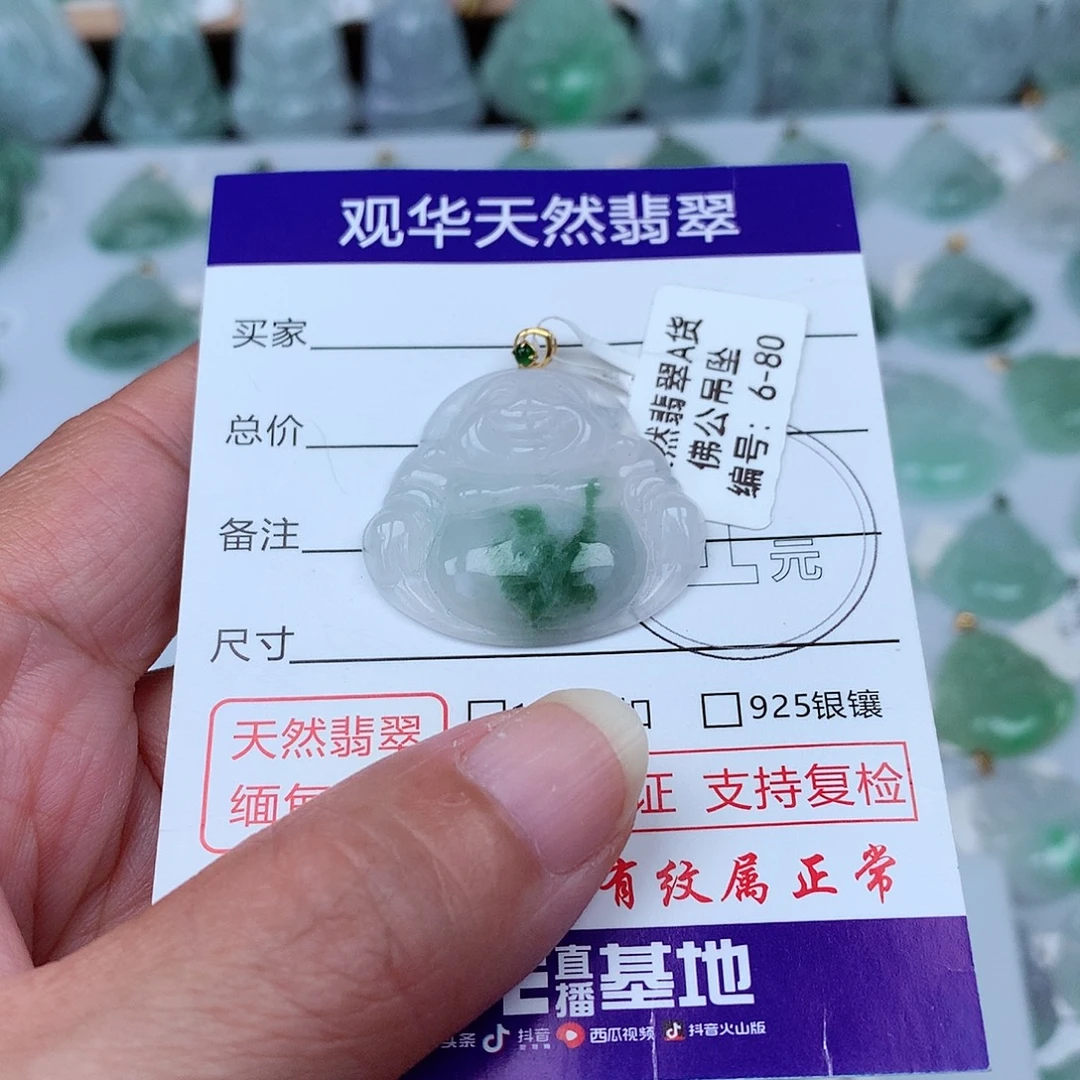 观华天然翡翠
买家
总价
备注
尺寸
然翡翠A货
佛公吊坠
编号: 6-80
元
扣
925银镶
天然翡翠
缅甸
证 支持复检
有纹属正常
直播基地
头条 抖音 西瓜视频 抖音火山版